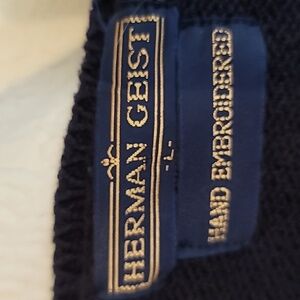 HERMAN GEIST
- L -
HAND EMBROIDERED